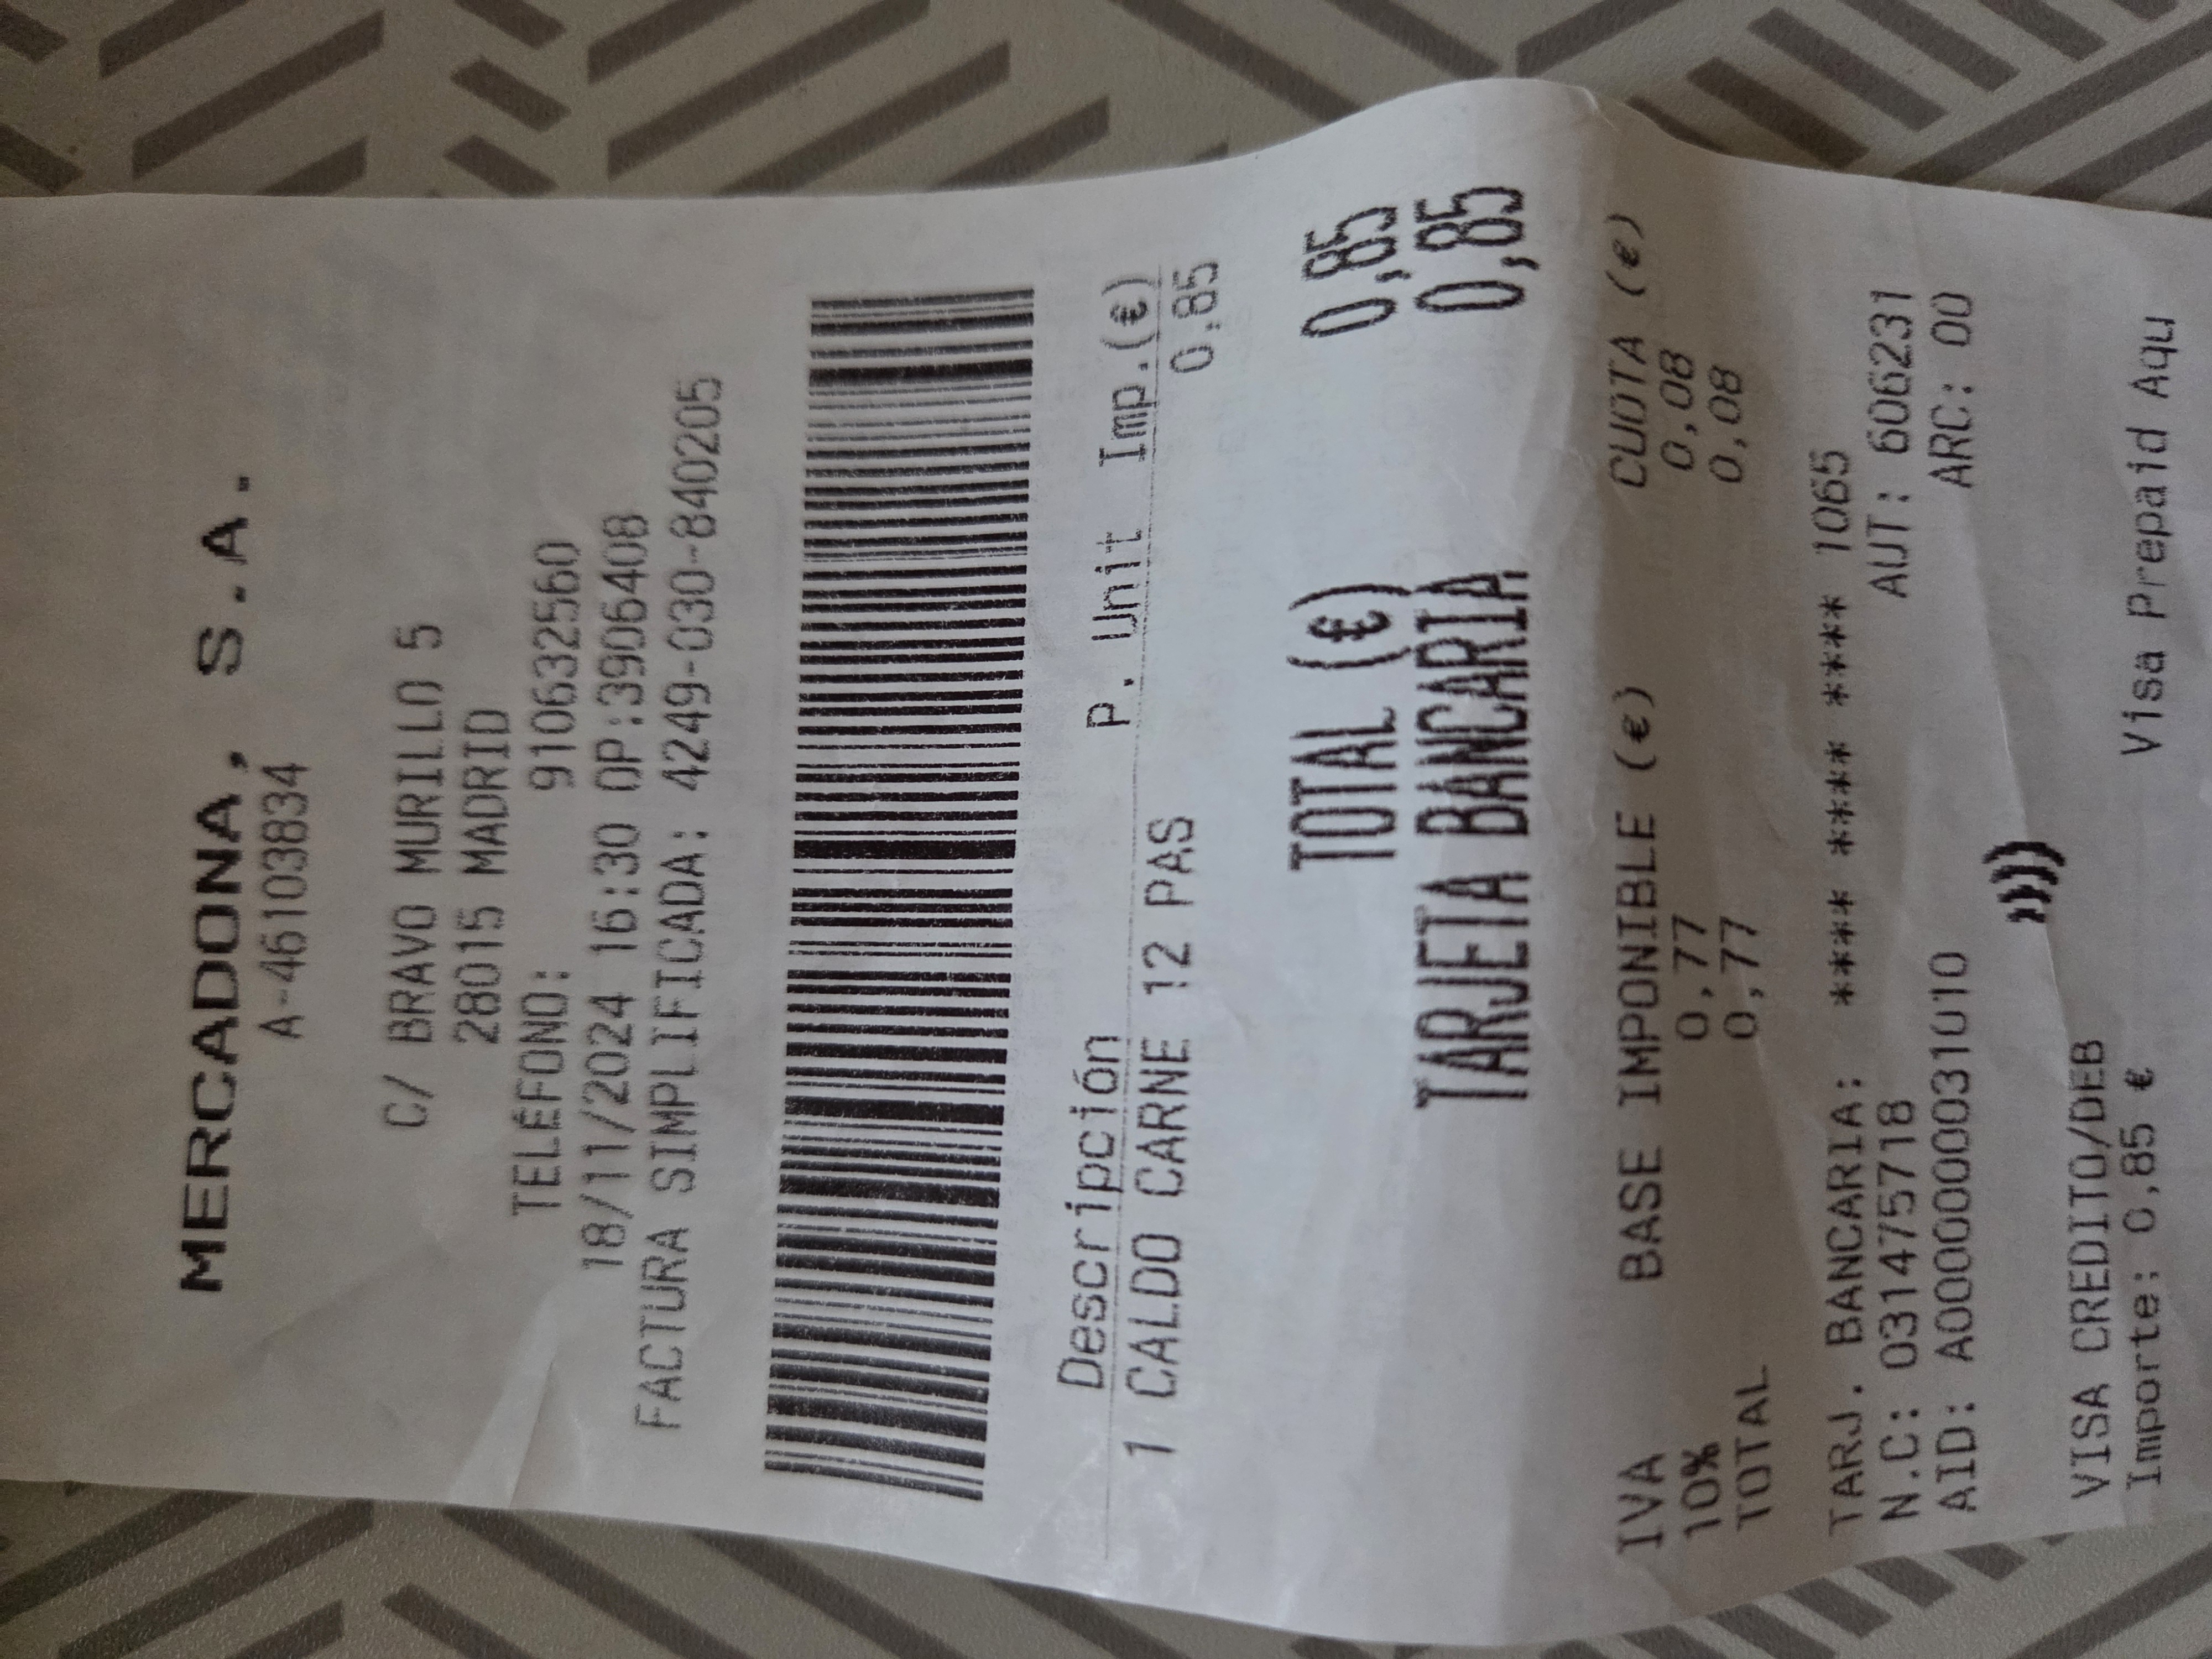 MERCADONA, S.A.
A-46103834
C/ BRAVO MURILLO 5
28015 MADRID
TELÉFONO: 910632560
18/11/2024 16:30 OP:3906408
FACTURA SIMPLIFICADA: 4249-030-840205
Descripción P. Unit Imp.(€)
1 CALDO CARNE 12 PAS 0,85
TOTAL (€) 0,85
TARJETA BANCARIA 0,85
IVA BASE IMPONIBLE (€) CUOTA (€)
10% 0,77 0,08
TOTAL 0,77 0,08
TARJ. BANCARIA: **** **** **** 1065
N.C: 031475718 AUT: 606231
AID: A0000000031010 ARC: 00
VISA CREDITO/DEB
Importe: 0,85 € Visa Prepaid Aqu